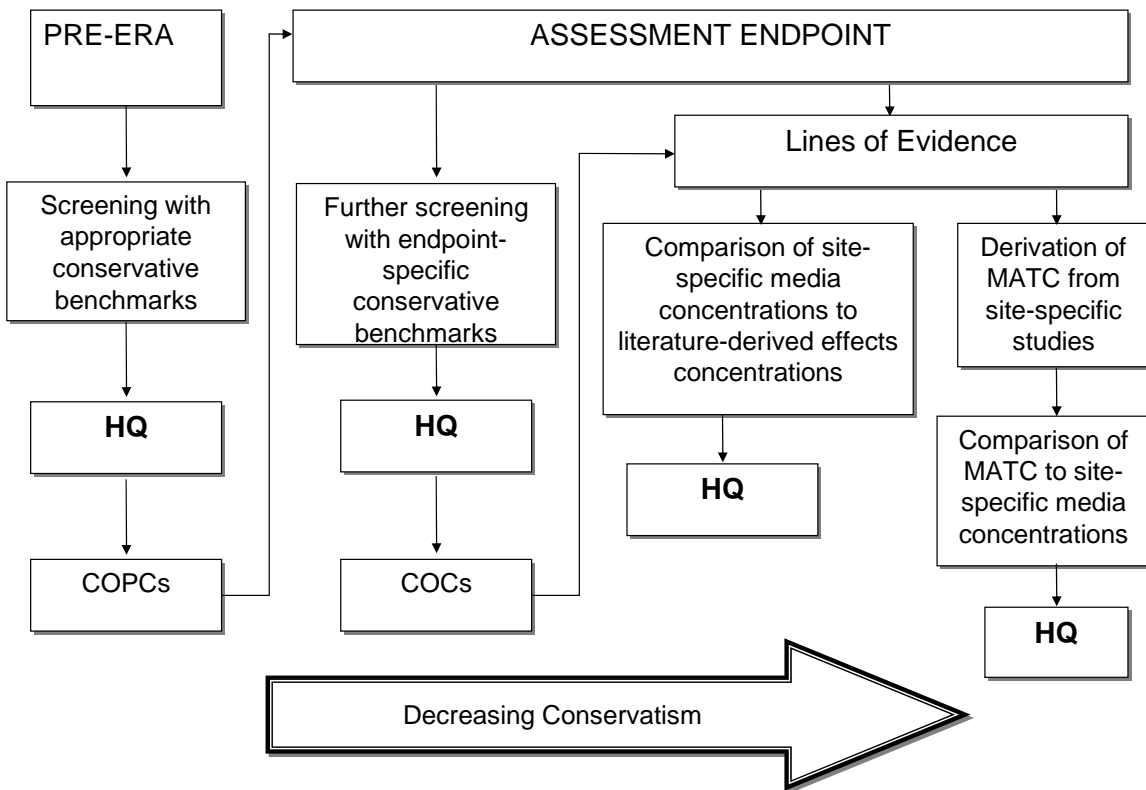 PRE-ERA
ASSESSMENT ENDPOINT
Lines of Evidence
Screening with
appropriate
conservative
benchmarks
Further screening
with endpoint-
specific
conservative
benchmarks
Comparison of site-
specific media
concentrations to
literature-derived effects
concentrations
Derivation of
MATC from
site-specific
studies
HQ
HQ
HQ
Comparison of
MATC to site-
specific media
concentrations
COPCs
COCs
HQ
Decreasing Conservatism